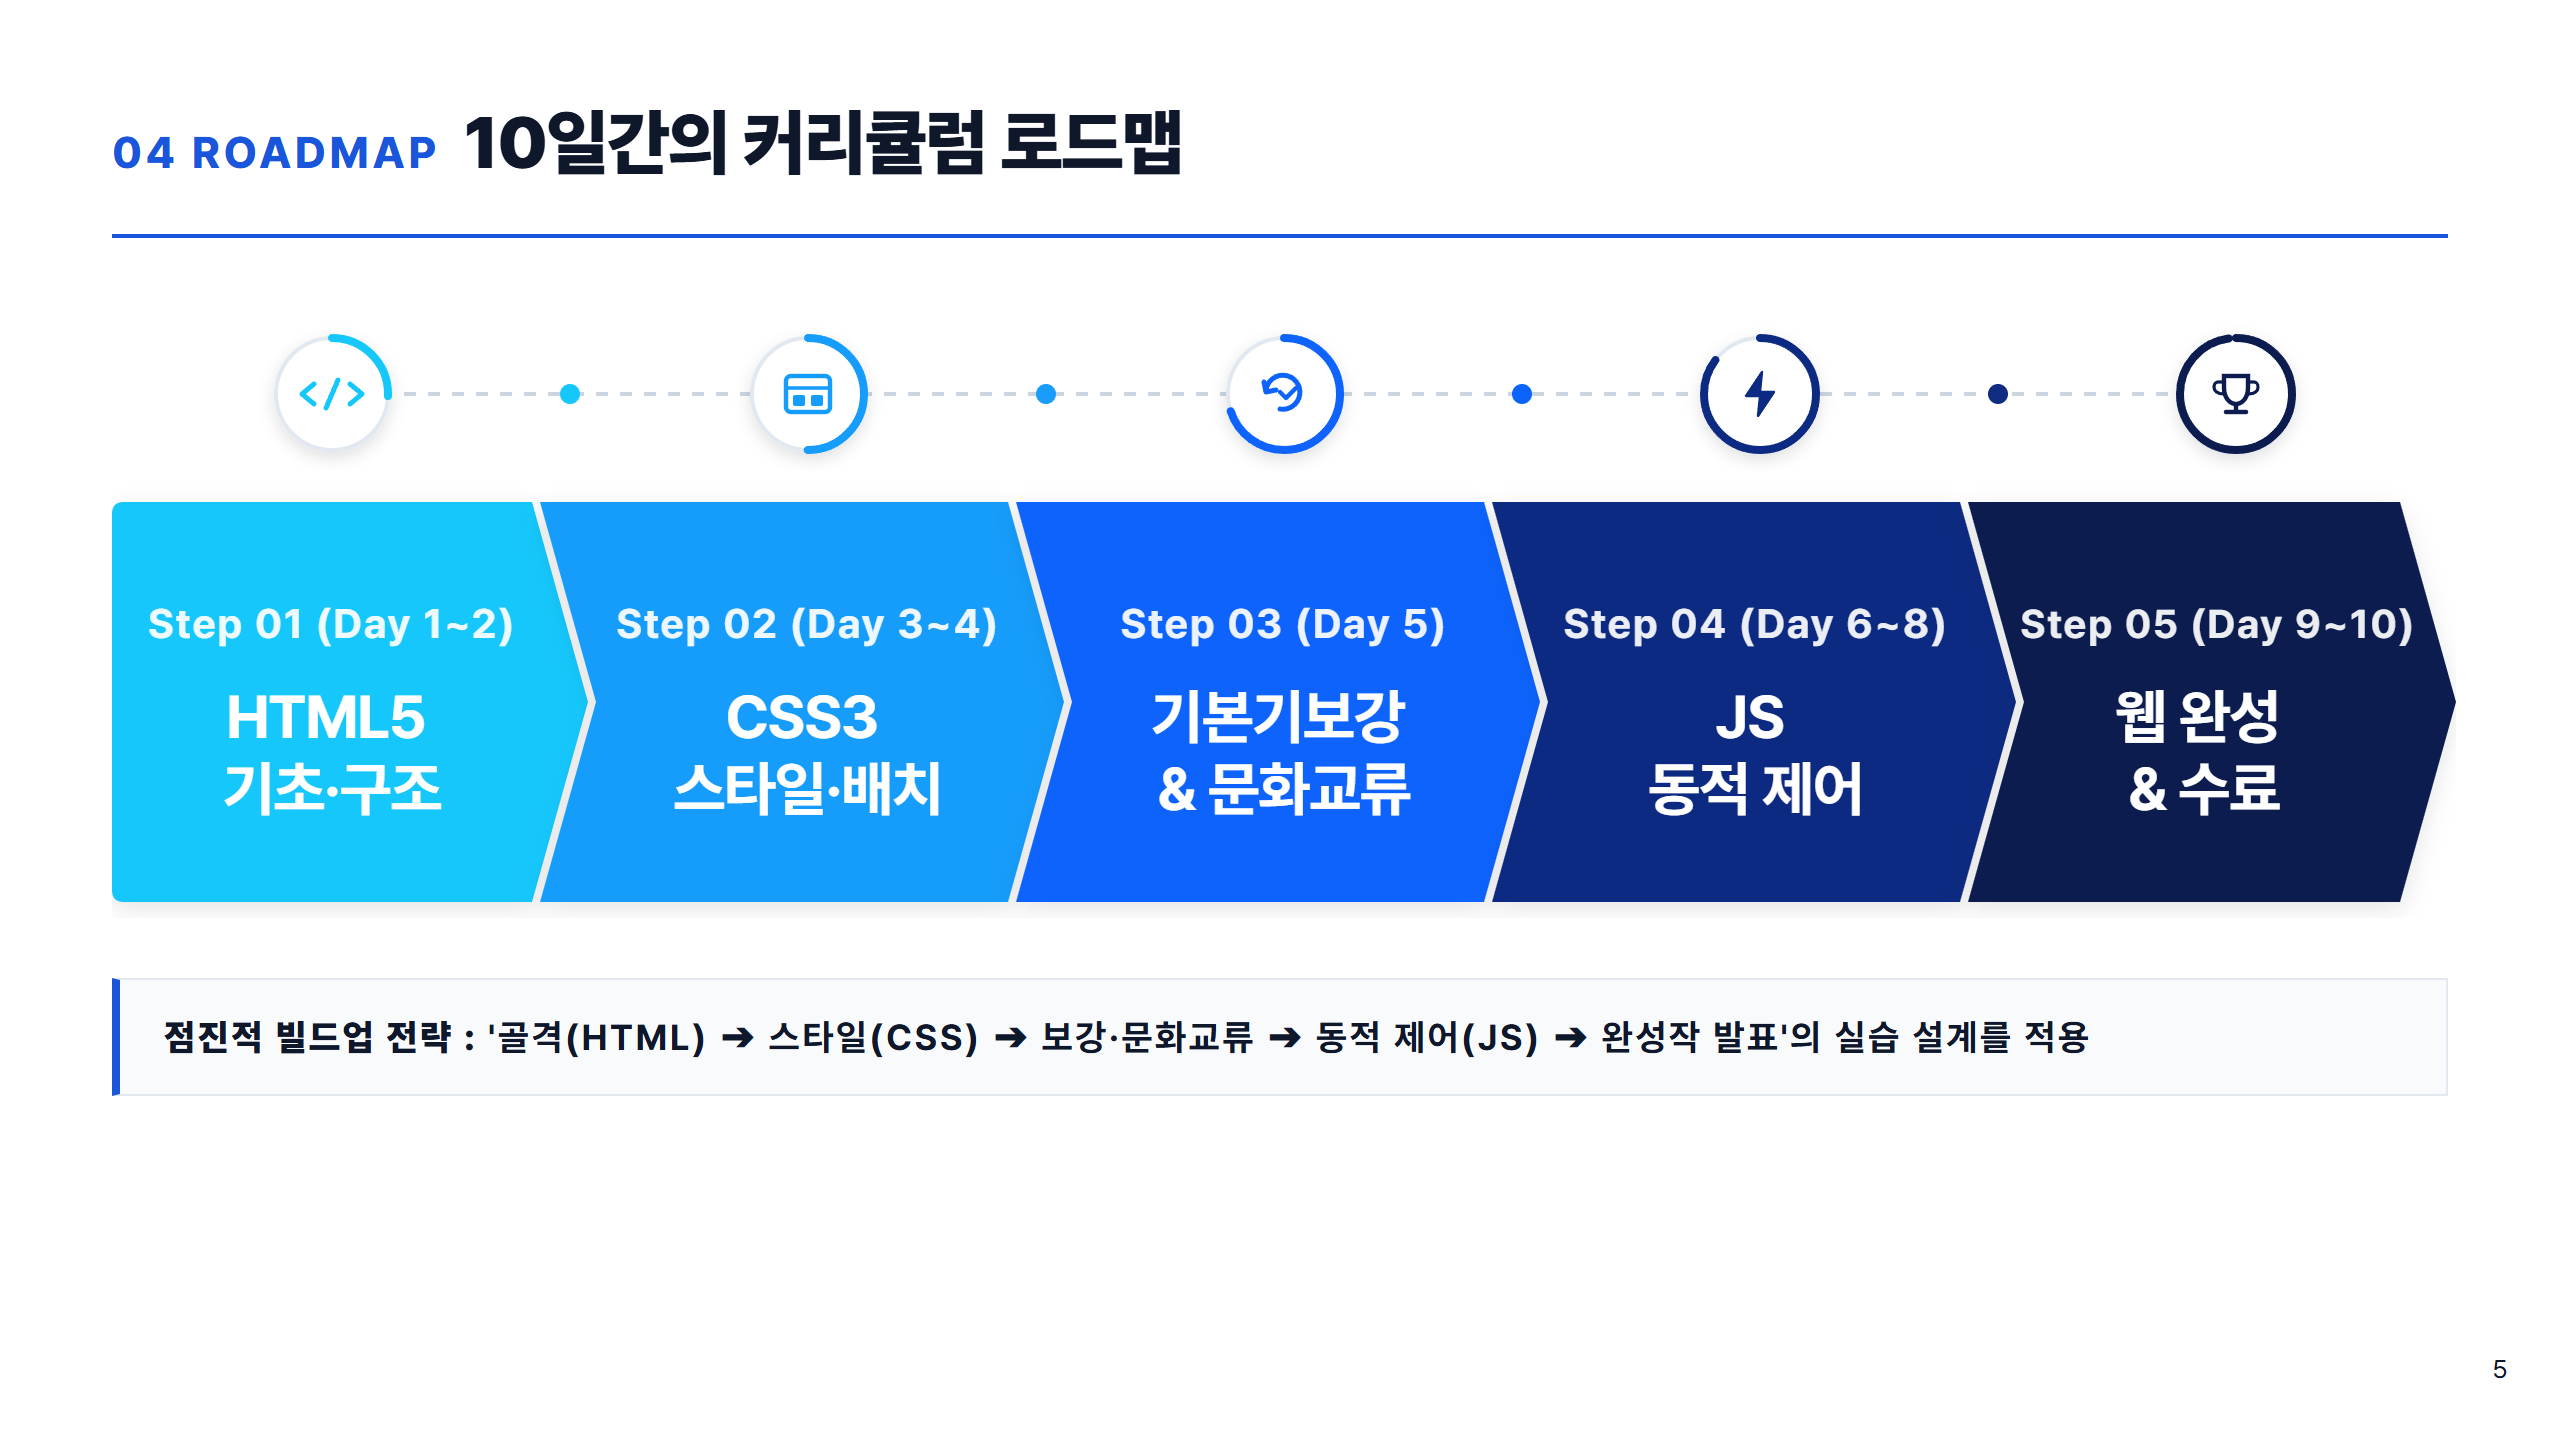 04 ROADMAP 10일간의 커리큘럼 로드맵
Step 01 (Day 1~2)
HTML5
기초·구조
Step 02 (Day 3~4)
CSS3
스타일·배치
Step 03 (Day 5)
기본기보강
& 문화교류
Step 04 (Day 6~8)
JS
동적 제어
Step 05 (Day 9~10)
웹 완성
& 수료
점진적 빌드업 전략 : '골격(HTML) ➔ 스타일(CSS) ➔ 보강·문화교류 ➔ 동적 제어(JS) ➔ 완성작 발표'의 실습 설계를 적용
5